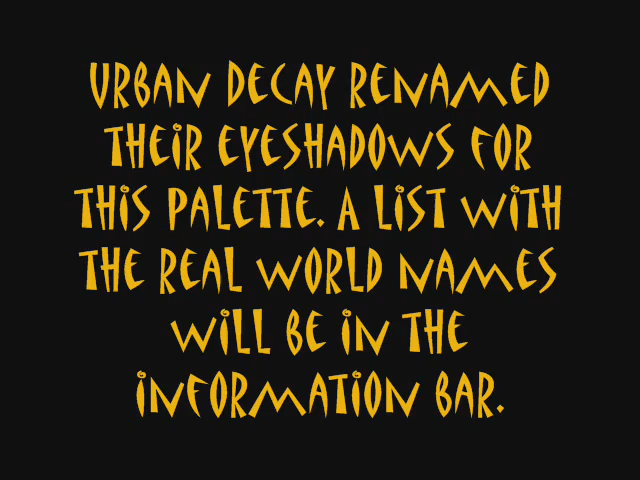 URBAN DECAY RENAMED
THEIR EYESHADOWS FOR
THIS PALETTE. A LIST WITH
THE REAL WORLD NAMES
WILL BE IN THE
INFORMATION BAR.